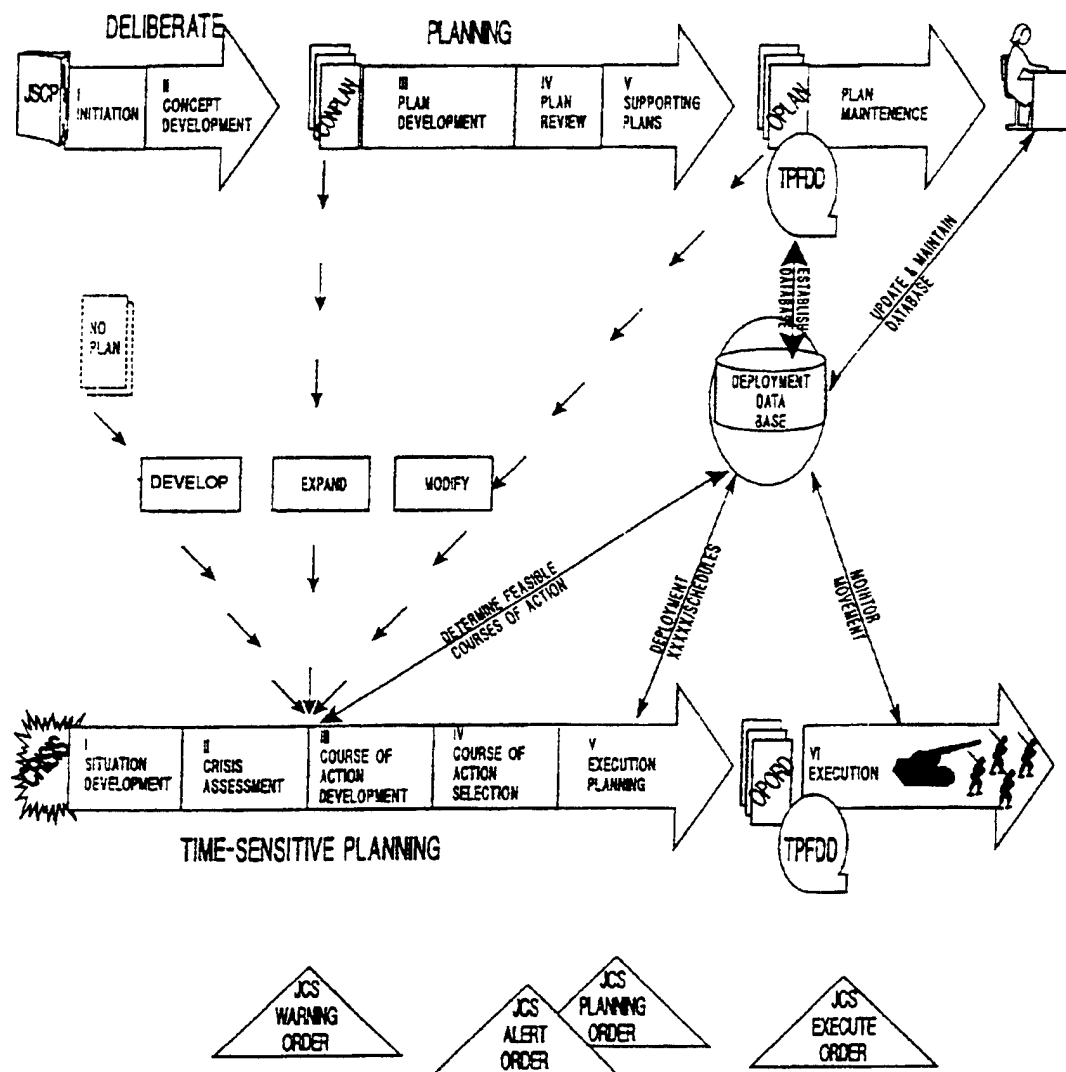 DELIBERATE PLANNING
JSCP
I
INITIATION
II
CONCEPT
DEVELOPMENT
CONPLAN
III
PLAN
DEVELOPMENT
IV
PLAN
REVIEW
V
SUPPORTING
PLANS
OPLAN
PLAN
MAINTENENCE
TPFDD
ESTABLISH
DATABASE
UPDATE & MAINTAIN
DATABASE
NO
PLAN
DEPLOYMENT
DATA
BASE
DEVELOP
EXPAND
MODIFY
DETERMINE FEASIBLE
COURSES OF ACTION
DEPLOYMENT
XXXXX/SCHEDULES
MOINTOR
MOVEMENT
CRISIS
I
SITUATION
DEVELOPMENT
II
CRISIS
ASSESSMENT
III
COURSE OF
ACTION
DEVELOPMENT
IV
COURSE OF
ACTION
SELECTION
V
EXECUTION
PLANNING
OPORD
VI
EXECUTION
TPFDD
TIME-SENSITIVE PLANNING
JCS
WARNING
ORDER
JCS
ALERT
ORDER
JCS
PLANNING
ORDER
JCS
EXECUTE
ORDER